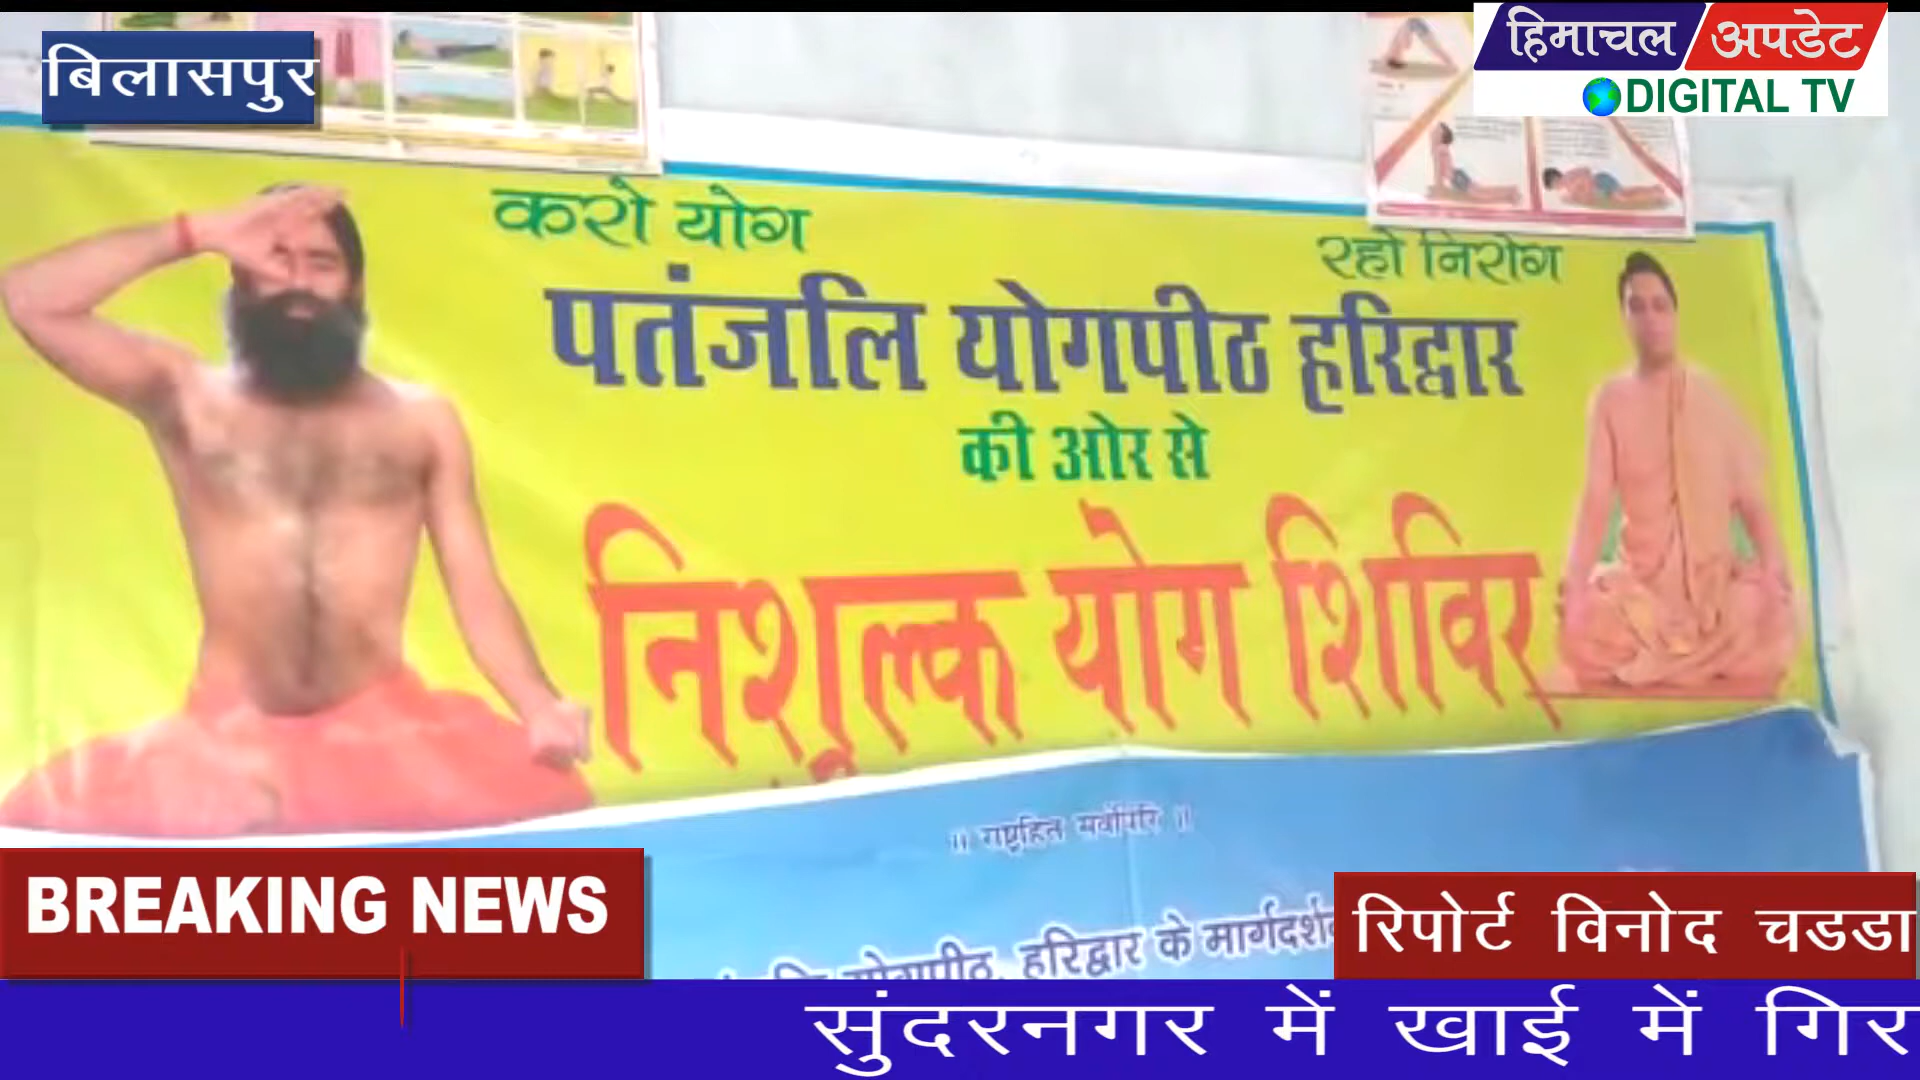 बिलासपुर
हिमाचल अपडेट
DIGITAL TV
करो योग
रहो निरोग
पतंजलि योगपीठ हरिद्वार
की ओर से
निशुल्क योग शिविर
॥ राष्ट्रहित सर्वोपरि ॥
योगपीठ, हरिद्वार के मार्गदर्श
BREAKING NEWS
रिपोर्ट विनोद चडडा
सुंदरनगर में खाई में गिर